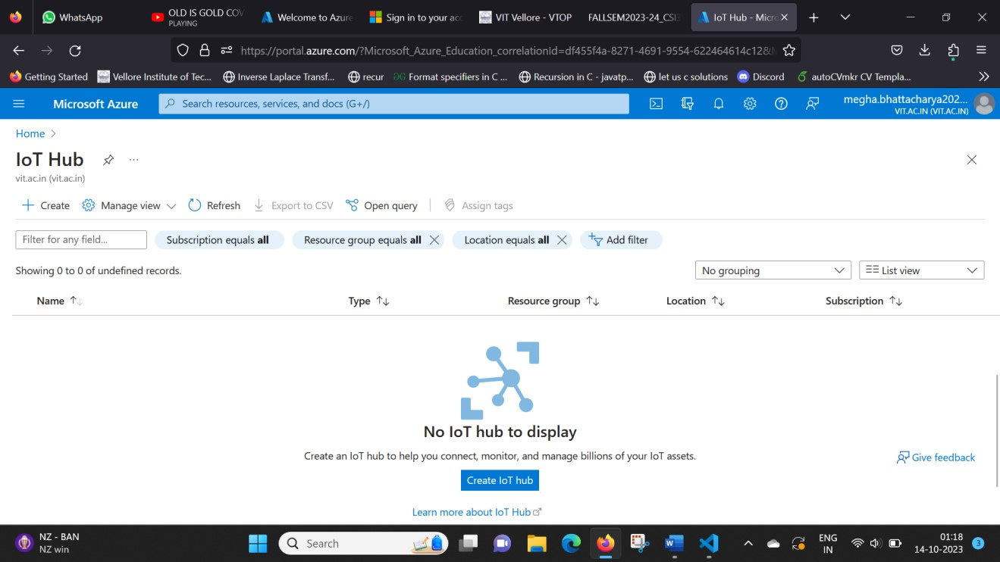 WhatsApp
OLD IS GOLD COV
PLAYING
Welcome to Azure
Sign in to your acc
VIT Vellore - VTOP
FALLSEM2023-24_CSI3
IoT Hub - Micro
https://portal.azure.com/?Microsoft_Azure_Education_correlationId=df455f4a-8271-4691-9554-622464614c128
Getting Started
Vellore Institute of Tec...
Inverse Laplace Transf...
recur
Format specifiers in C ...
Recursion in C - javatp...
let us c solutions
Discord
autoCVmkr CV Templa...
Microsoft Azure
Search resources, services, and docs (G+/)
megha.bhattacharya202...
VIT.AC.IN (VIT.AC.IN)
Home
IoT Hub
vit.ac.in (vit.ac.in)
Create
Manage view
Refresh
Export to CSV
Open query
Assign tags
Filter for any field...
Subscription equals all
Resource group equals all
Location equals all
Add filter
Showing 0 to 0 of undefined records.
No grouping
List view
Name
Type
Resource group
Location
Subscription
No IoT hub to display
Create an IoT hub to help you connect, monitor, and manage billions of your IoT assets.
Give feedback
Create IoT hub
Learn more about IoT Hub
NZ - BAN
NZ win
Search
ENG
IN
01:18
14-10-2023
3